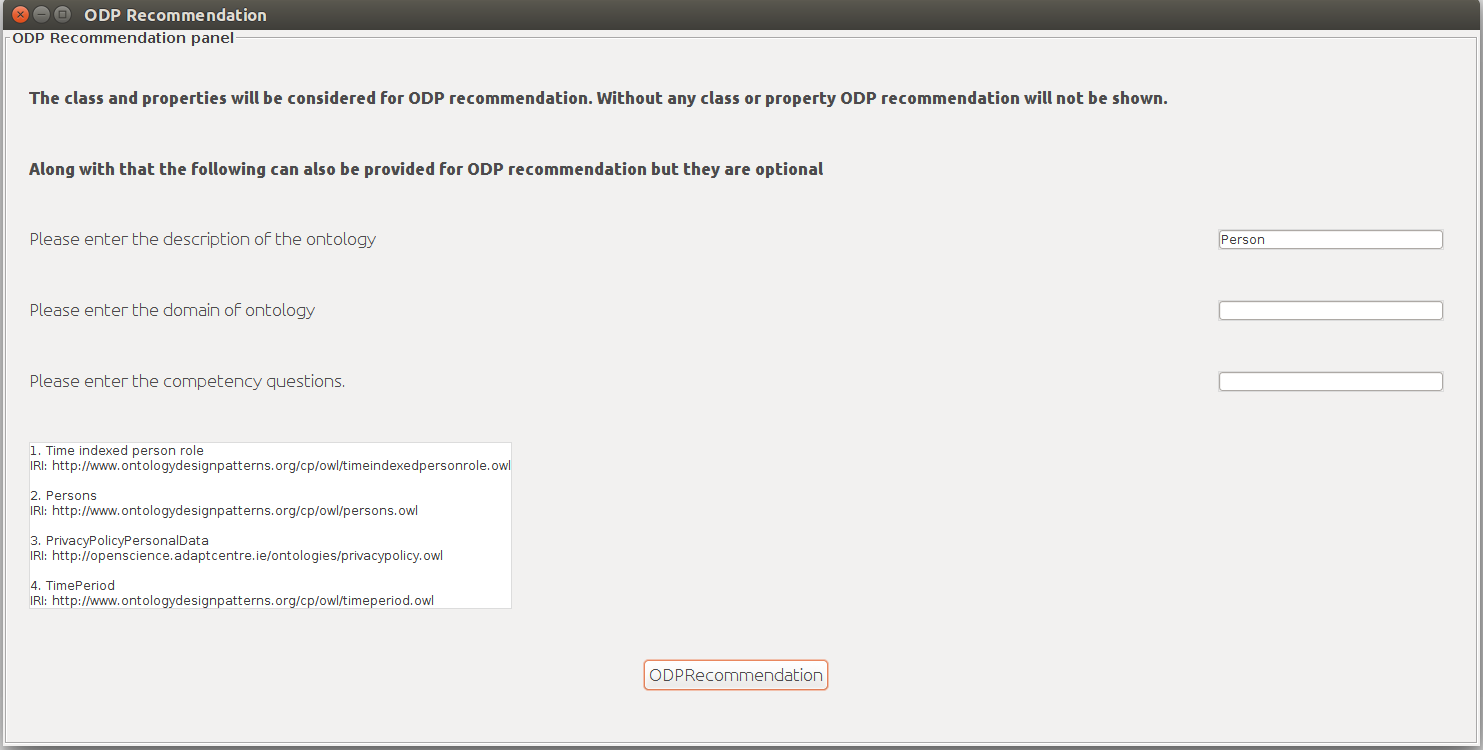 ODP Recommendation
ODP Recommendation panel
The class and properties will be considered for ODP recommendation. Without any class or property ODP recommendation will not be shown.
Along with that the following can also be provided for ODP recommendation but they are optional
Please enter the description of the ontology
Person
Please enter the domain of ontology
Please enter the competency questions.
1. Time indexed person role
IRI: http://www.ontologydesignpatterns.org/cp/owl/timeindexedpersonrole.owl
2. Persons
IRI: http://www.ontologydesignpatterns.org/cp/owl/persons.owl
3. PrivacyPolicyPersonalData
IRI: http://openscience.adaptcentre.ie/ontologies/privacypolicy.owl
4. TimePeriod
IRI: http://www.ontologydesignpatterns.org/cp/owl/timeperiod.owl
ODPRecommendation